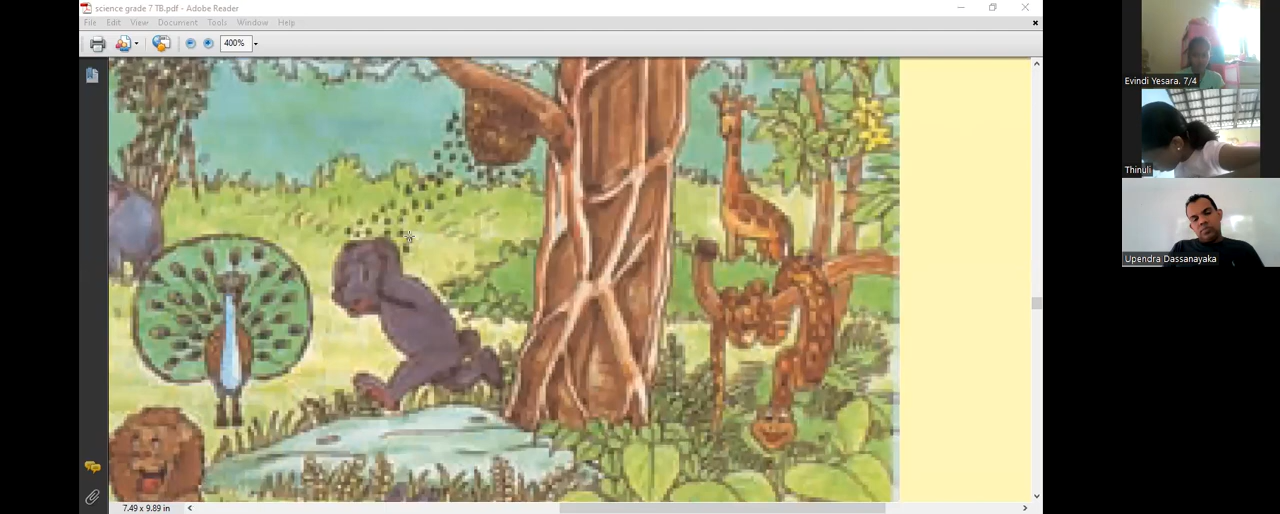 science grade 7 TB.pdf - Adobe Reader
File Edit View Document Tools Window Help
400%
7.49 x 9.89 in
Evindi Yesara. 7/4
Thinuli
Upendra Dassanayaka